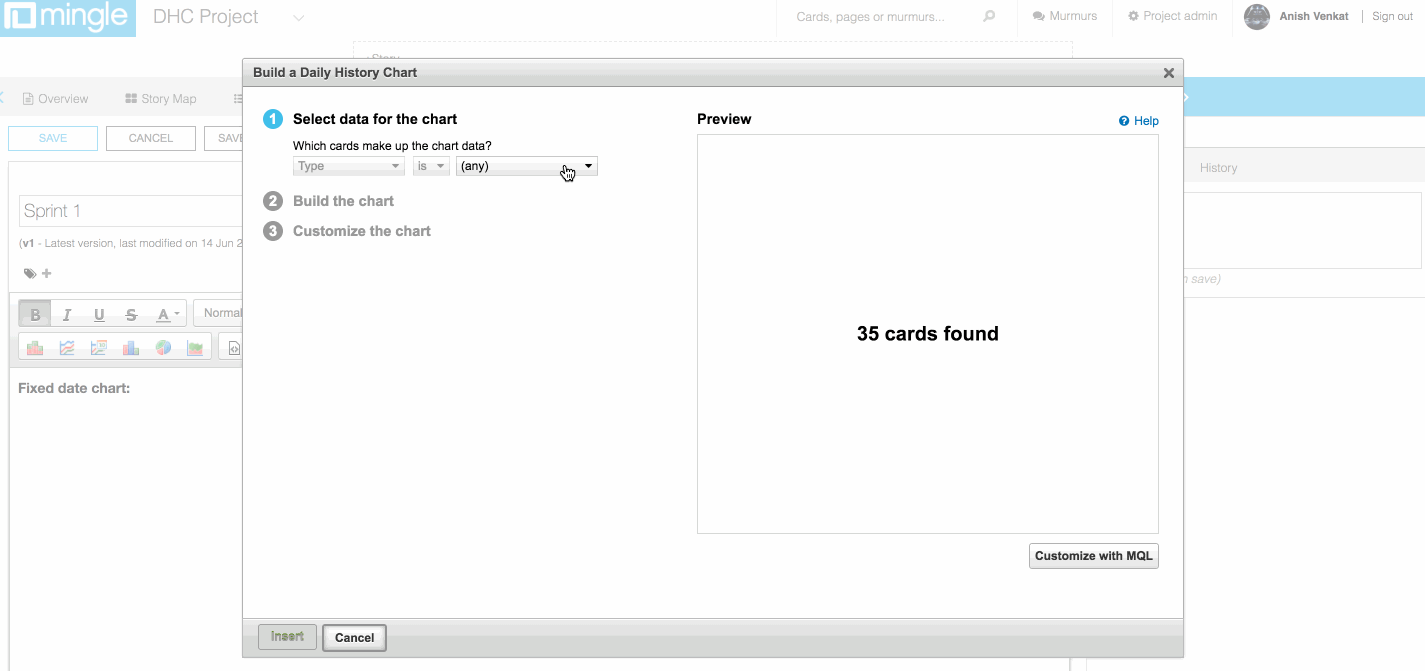 mingle DHC Project Cards, pages or murmurs... Murmurs Project admin Anish Venkat | Sign out
Build a Daily History Chart
Overview Story Map
1 Select data for the chart Preview Help
SAVE CANCEL
Which cards make up the chart data?
Type is (any)
History
2 Build the chart
Sprint 1
3 Customize the chart
(v1 - Latest version, last modified on 14 Jun
save)
B I U S A
35 cards found
Fixed date chart:
Customize with MQL
Insert Cancel